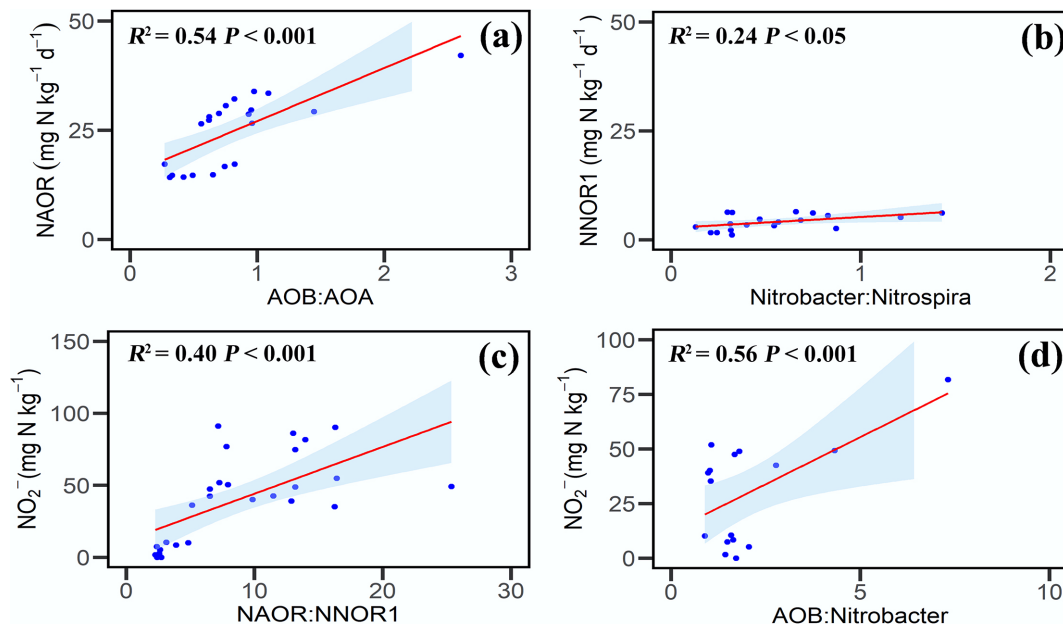 R² = 0.54 P < 0.001
(a)
50
25
0
NAOR (mg N kg⁻¹ d⁻¹)
0 1 2 3
AOB:AOA
R² = 0.24 P < 0.05
(b)
50
25
0
NNOR1 (mg N kg⁻¹ d⁻¹)
0 1 2
Nitrobacter:Nitrospira
R² = 0.40 P < 0.001
(c)
150
100
50
0
NO₂⁻ (mg N kg⁻¹)
0 10 20 30
NAOR:NNOR1
R² = 0.56 P < 0.001
(d)
100
75
50
25
0
NO₂⁻ (mg N kg⁻¹)
0 5 10
AOB:Nitrobacter